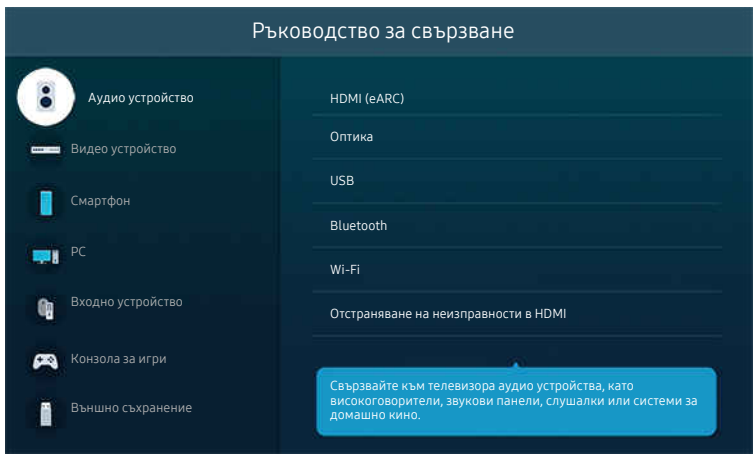 Ръководство за свързване
Аудио устройство
Видео устройство
Смартфон
PC
Входно устройство
Конзола за игри
Външно съхранение
HDMI (eARC)
Оптика
USB
Bluetooth
Wi-Fi
Отстраняване на неизправности в HDMI
Свързвайте към телевизора аудио устройства, като
високоговорители, звукови панели, слушалки или системи за
домашно кино.